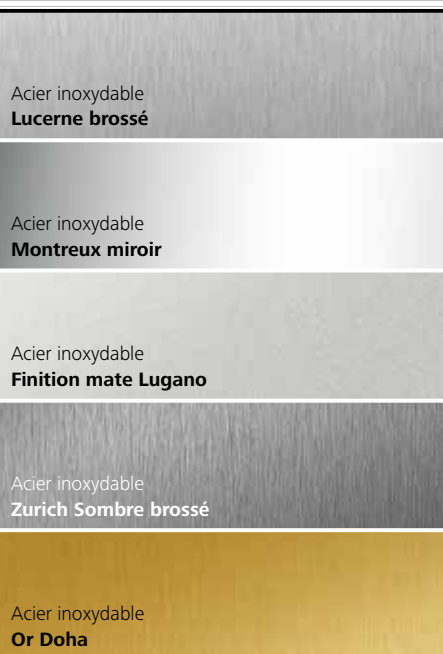 Acier inoxydable
Lucerne brossé
Acier inoxydable
Montreux miroir
Acier inoxydable
Finition mate Lugano
Acier inoxydable
Zurich Sombre brossé
Acier inoxydable
Or Doha